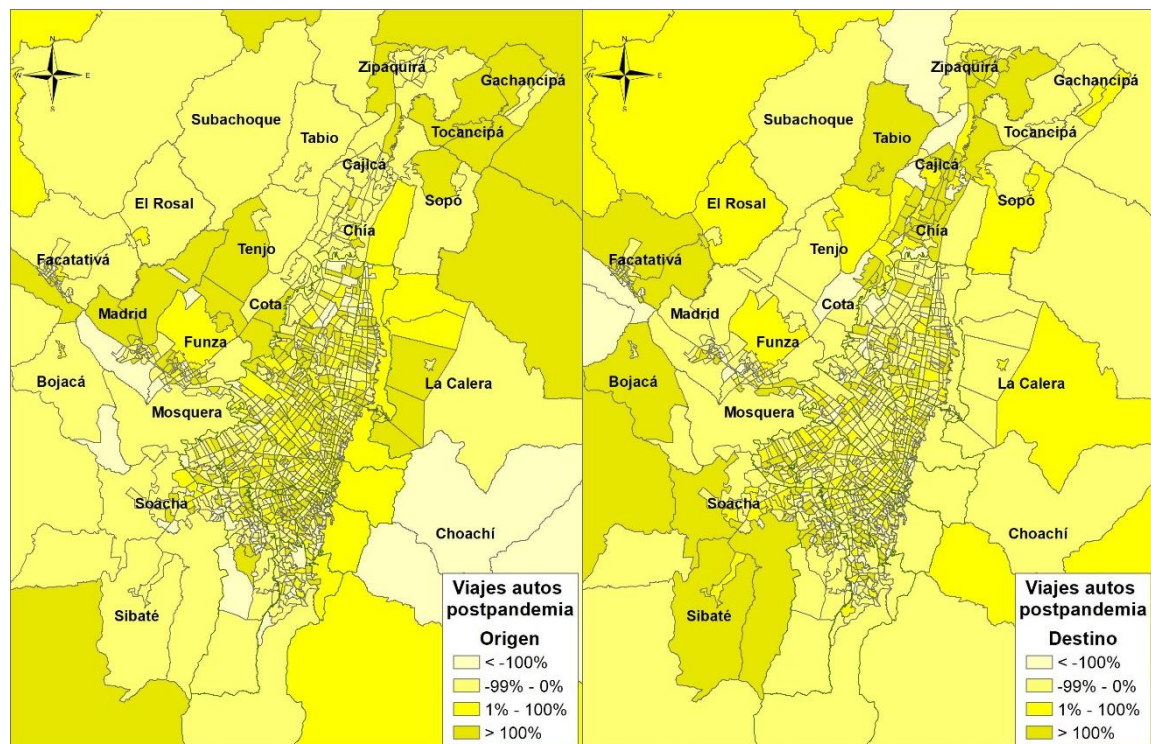 N
W E
S
Zipaquirá
Gachancipá
Subachoque
Tabio
Tocancipá
Cajicá
El Rosal
Sopó
Chía
Tenjo
Facatativá
Cota
Madrid
Funza
Bojacá
La Calera
Mosquera
Soacha
Choachí
Sibaté
Viajes autos
postpandemia
Origen
< -100%
-99% - 0%
1% - 100%
> 100%
N
W E
S
Zipaquirá
Gachancipá
Subachoque
Tabio
Tocancipá
Cajicá
El Rosal
Sopó
Chía
Tenjo
Facatativá
Cota
Madrid
Funza
Bojacá
La Calera
Mosquera
Soacha
Choachí
Sibaté
Viajes autos
postpandemia
Destino
< -100%
-99% - 0%
1% - 100%
> 100%